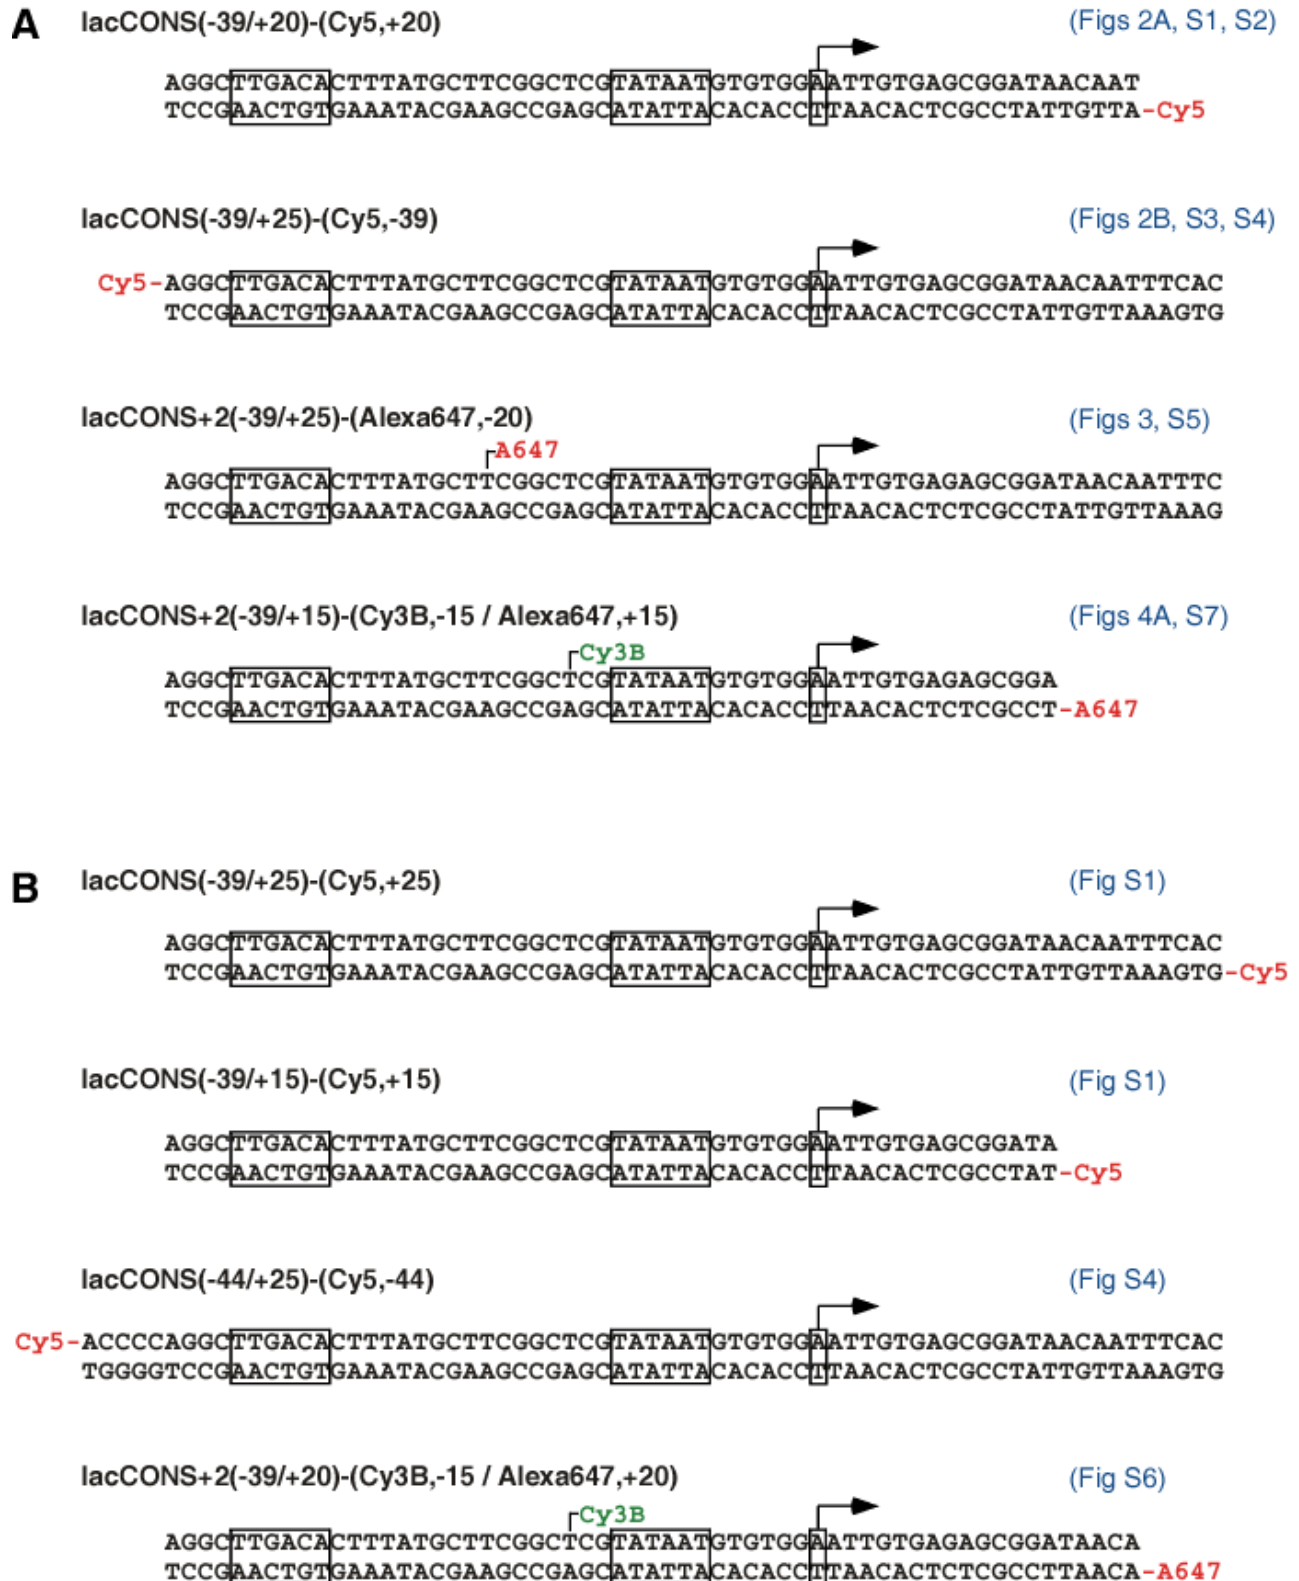 A lacCONS(-39/+20)-(Cy5,+20) (Figs 2A, S1, S2)
AGGCTTGACACTTTATGCTTCGGCTCGTATAATGTGTGGAATTGTGAGCGGATAACAAT
TCCGAACTGTGAAATACGAAGCCGAGCATATTACACACCTTAACACTCGCCTATTGTTA-Cy5
lacCONS(-39/+25)-(Cy5,-39) (Figs 2B, S3, S4)
Cy5-AGGCTTGACACTTTATGCTTCGGCTCGTATAATGTGTGGAATTGTGAGCGGATAACAATTTCAC
TCCGAACTGTGAAATACGAAGCCGAGCATATTACACACCTTAACACTCGCCTATTGTTAAAGTG
lacCONS+2(-39/+25)-(Alexa647,-20) (Figs 3, S5)
A647
AGGCTTGACACTTTATGCTTCGGCTCGTATAATGTGTGGAATTGTGAGAGCGGATAACAATTTC
TCCGAACTGTGAAATACGAAGCCGAGCATATTACACACCTTAACACTCTCGCCTATTGTTAAAG
lacCONS+2(-39/+15)-(Cy3B,-15 / Alexa647,+15) (Figs 4A, S7)
Cy3B
AGGCTTGACACTTTATGCTTCGGCTCGTATAATGTGTGGAATTGTGAGAGCGGA
TCCGAACTGTGAAATACGAAGCCGAGCATATTACACACCTTAACACTCTCGCCT-A647
B lacCONS(-39/+25)-(Cy5,+25) (Fig S1)
AGGCTTGACACTTTATGCTTCGGCTCGTATAATGTGTGGAATTGTGAGCGGATAACAATTTCAC
TCCGAACTGTGAAATACGAAGCCGAGCATATTACACACCTTAACACTCGCCTATTGTTAAAGTG-Cy5
lacCONS(-39/+15)-(Cy5,+15) (Fig S1)
AGGCTTGACACTTTATGCTTCGGCTCGTATAATGTGTGGAATTGTGAGCGGATA
TCCGAACTGTGAAATACGAAGCCGAGCATATTACACACCTTAACACTCGCCTAT-Cy5
lacCONS(-44/+25)-(Cy5,-44) (Fig S4)
Cy5-ACCCCAGGCTTGACACTTTATGCTTCGGCTCGTATAATGTGTGGAATTGTGAGCGGATAACAATTTCAC
TGGGGTCCGAACTGTGAAATACGAAGCCGAGCATATTACACACCTTAACACTCGCCTATTGTTAAAGTG
lacCONS+2(-39/+20)-(Cy3B,-15 / Alexa647,+20) (Fig S6)
Cy3B
AGGCTTGACACTTTATGCTTCGGCTCGTATAATGTGTGGAATTGTGAGAGCGGATAACA
TCCGAACTGTGAAATACGAAGCCGAGCATATTACACACCTTAACACTCTCGCCTTAACA-A647